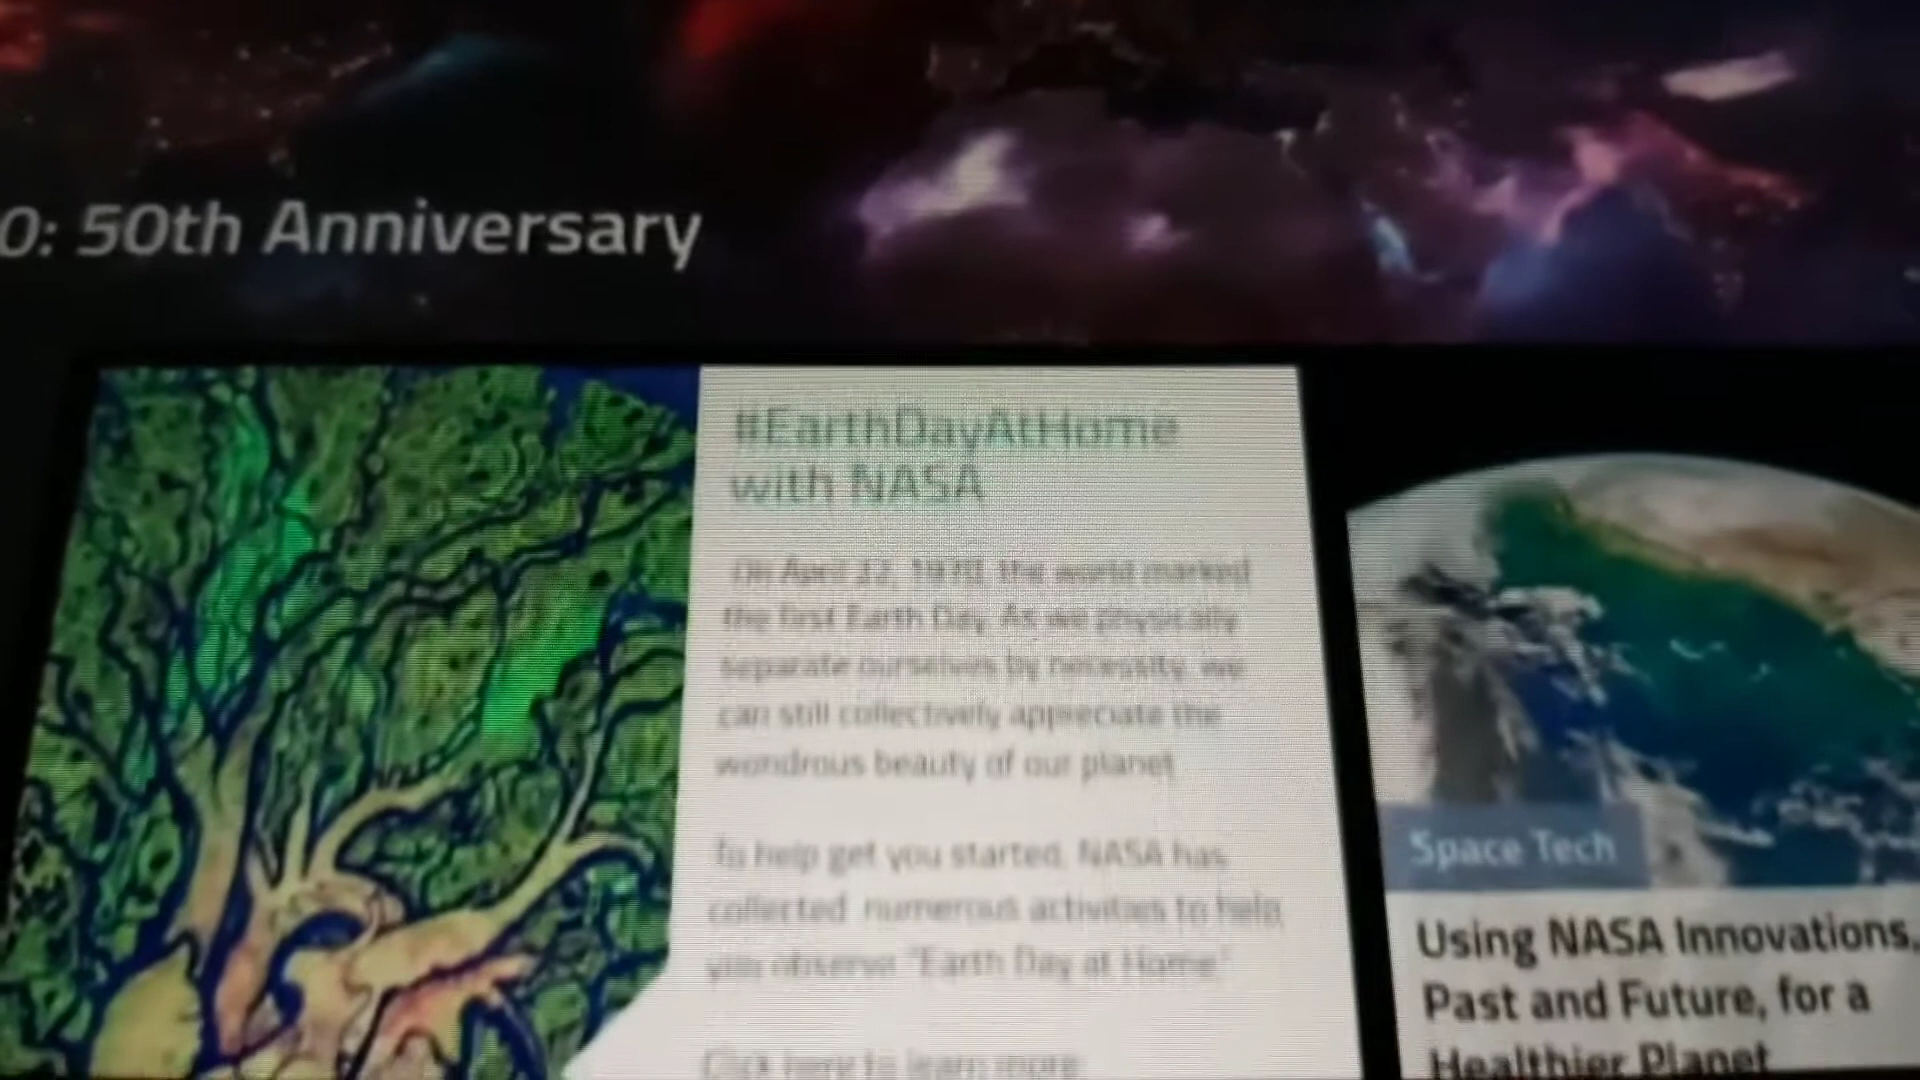 0: 50th Anniversary
#EarthDayAtHome
with NASA
On April 22, 1970, the world marked
the first Earth Day. As we physically
separate ourselves by necessity, we
can still collectively appreciate the
wondrous beauty of our planet.
To help get you started, NASA has
collected numerous activities to help
you observe "Earth Day at Home"
Click here to learn more
Space Tech
Using NASA Innovations,
Past and Future, for a
Healthier Planet